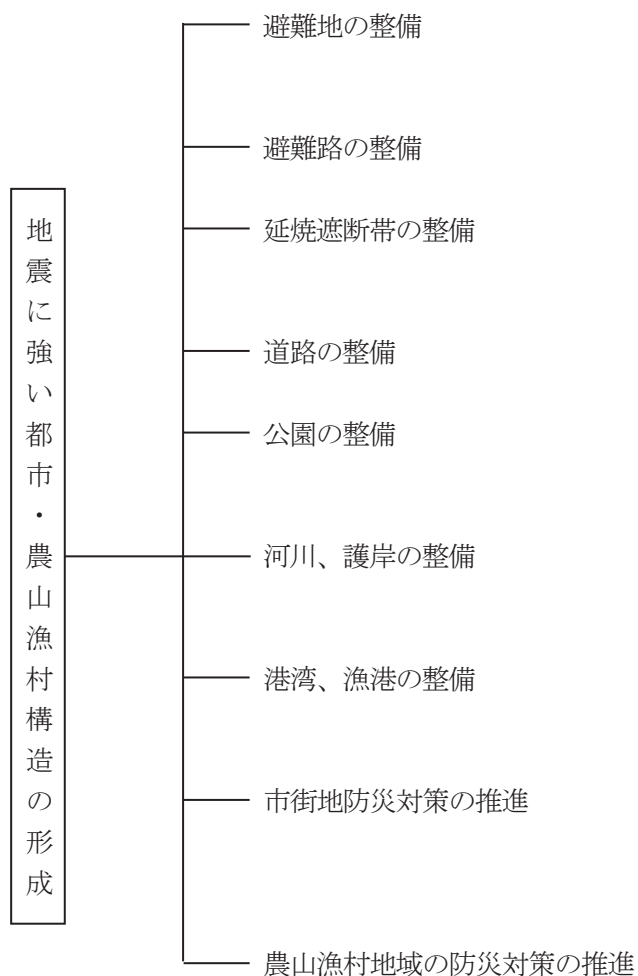 地震に強い都市・農山漁村構造の形成
避難地の整備
避難路の整備
延焼遮断帯の整備
道路の整備
公園の整備
河川、護岸の整備
港湾、漁港の整備
市街地防災対策の推進
農山漁村地域の防災対策の推進